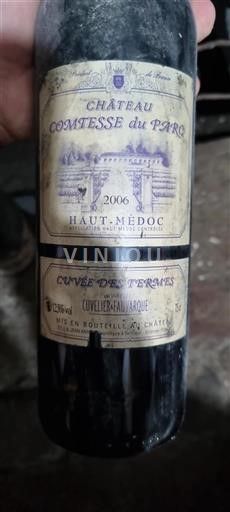 CHÂTEAU
COMTESSE du PARC
2006
HAUT-MÉDOC
APPELLATION HAUT MÉDOC CONTRÔLÉE
VINIOU
CUVÉE DES TERMES
12,5%vol
CUVELIER & FAUVARQUE
MIS EN BOUTEILLE AU CHÂTEAU